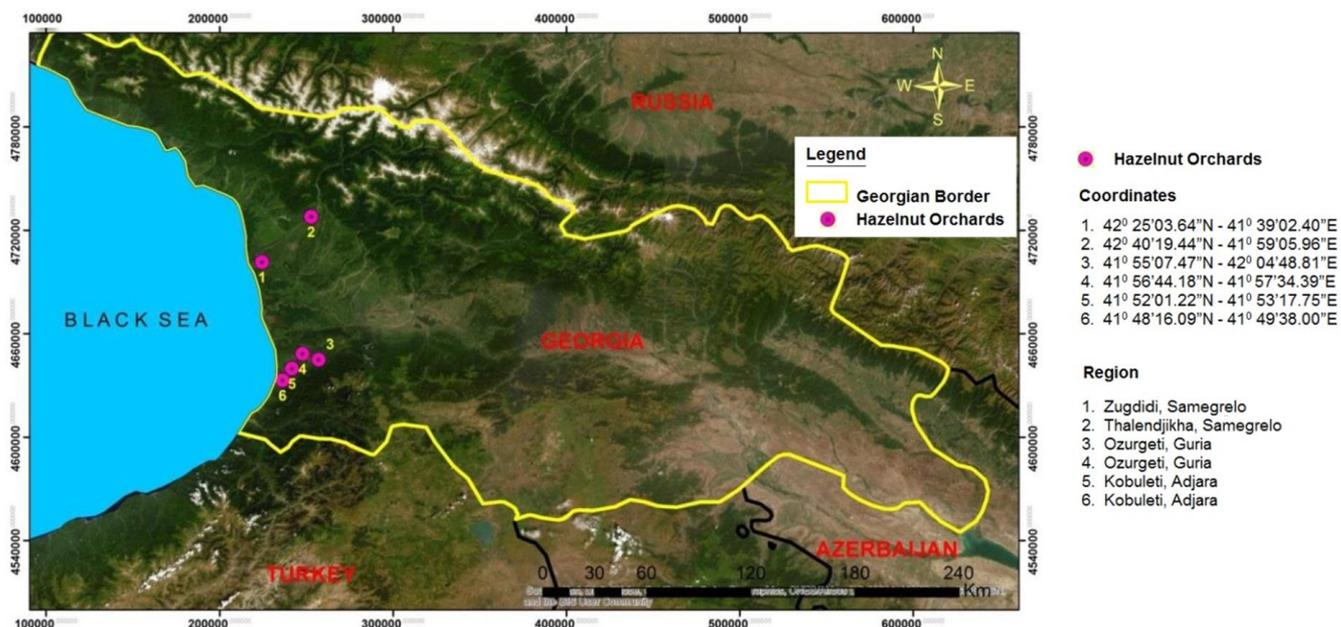 100000 200000 300000 400000 500000 600000
4780000 4720000 4660000 4600000 4540000
N
W E
S
RUSSIA
Legend
Georgian Border
Hazelnut Orchards
2
1
BLACK SEA
3
4
5
6
GEORGIA
TURKEY
AZERBAIJAN
0 30 60 120 180 240
Km
and the GIS User Community
4780000 4720000 4660000 4600000 4540000
100000 200000 300000 400000 500000 600000
Hazelnut Orchards
Coordinates
1. 42⁰ 25’03.64”N - 41⁰ 39’02.40”E
2. 42⁰ 40’19.44”N - 41⁰ 59’05.96”E
3. 41⁰ 55’07.47”N - 42⁰ 04’48.81”E
4. 41⁰ 56’44.18”N - 41⁰ 57’34.39”E
5. 41⁰ 52’01.22”N - 41⁰ 53’17.75”E
6. 41⁰ 48’16.09”N - 41⁰ 49’38.00”E
Region
1. Zugdidi, Samegrelo
2. Thalendjikha, Samegrelo
3. Ozurgeti, Guria
4. Ozurgeti, Guria
5. Kobuleti, Adjara
6. Kobuleti, Adjara